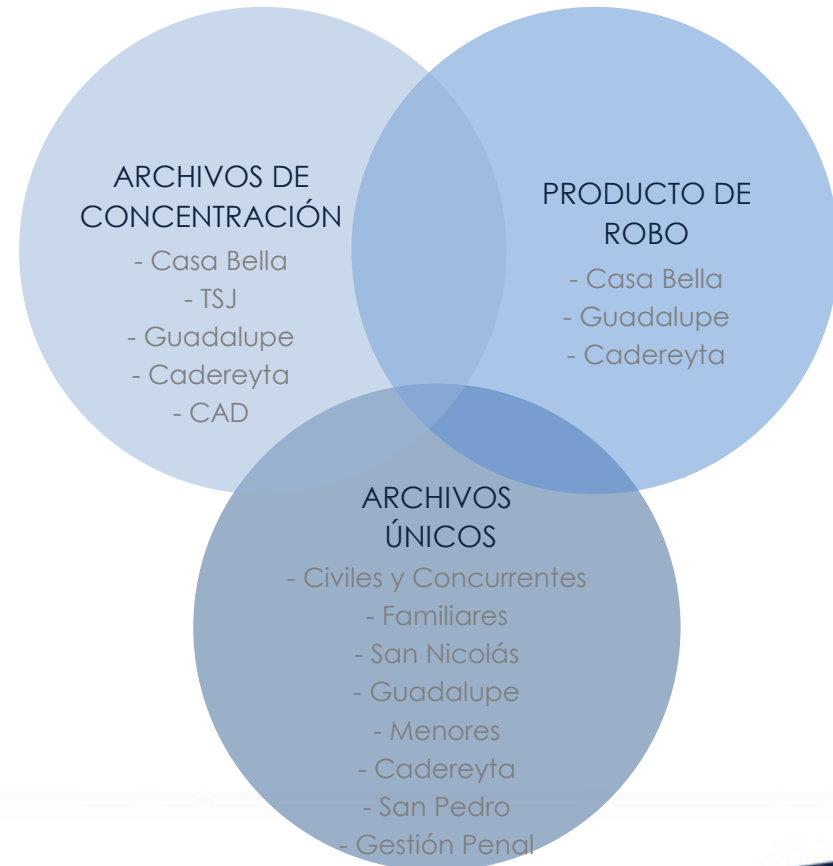 ARCHIVOS DE
CONCENTRACIÓN
- Casa Bella
- TSJ
- Guadalupe
- Cadereyta
- CAD
PRODUCTO DE
ROBO
- Casa Bella
- Guadalupe
- Cadereyta
ARCHIVOS
ÚNICOS
- Civiles y Concurrentes
- Familiares
- San Nicolás
- Guadalupe
- Menores
- Cadereyta
- San Pedro
- Gestión Penal